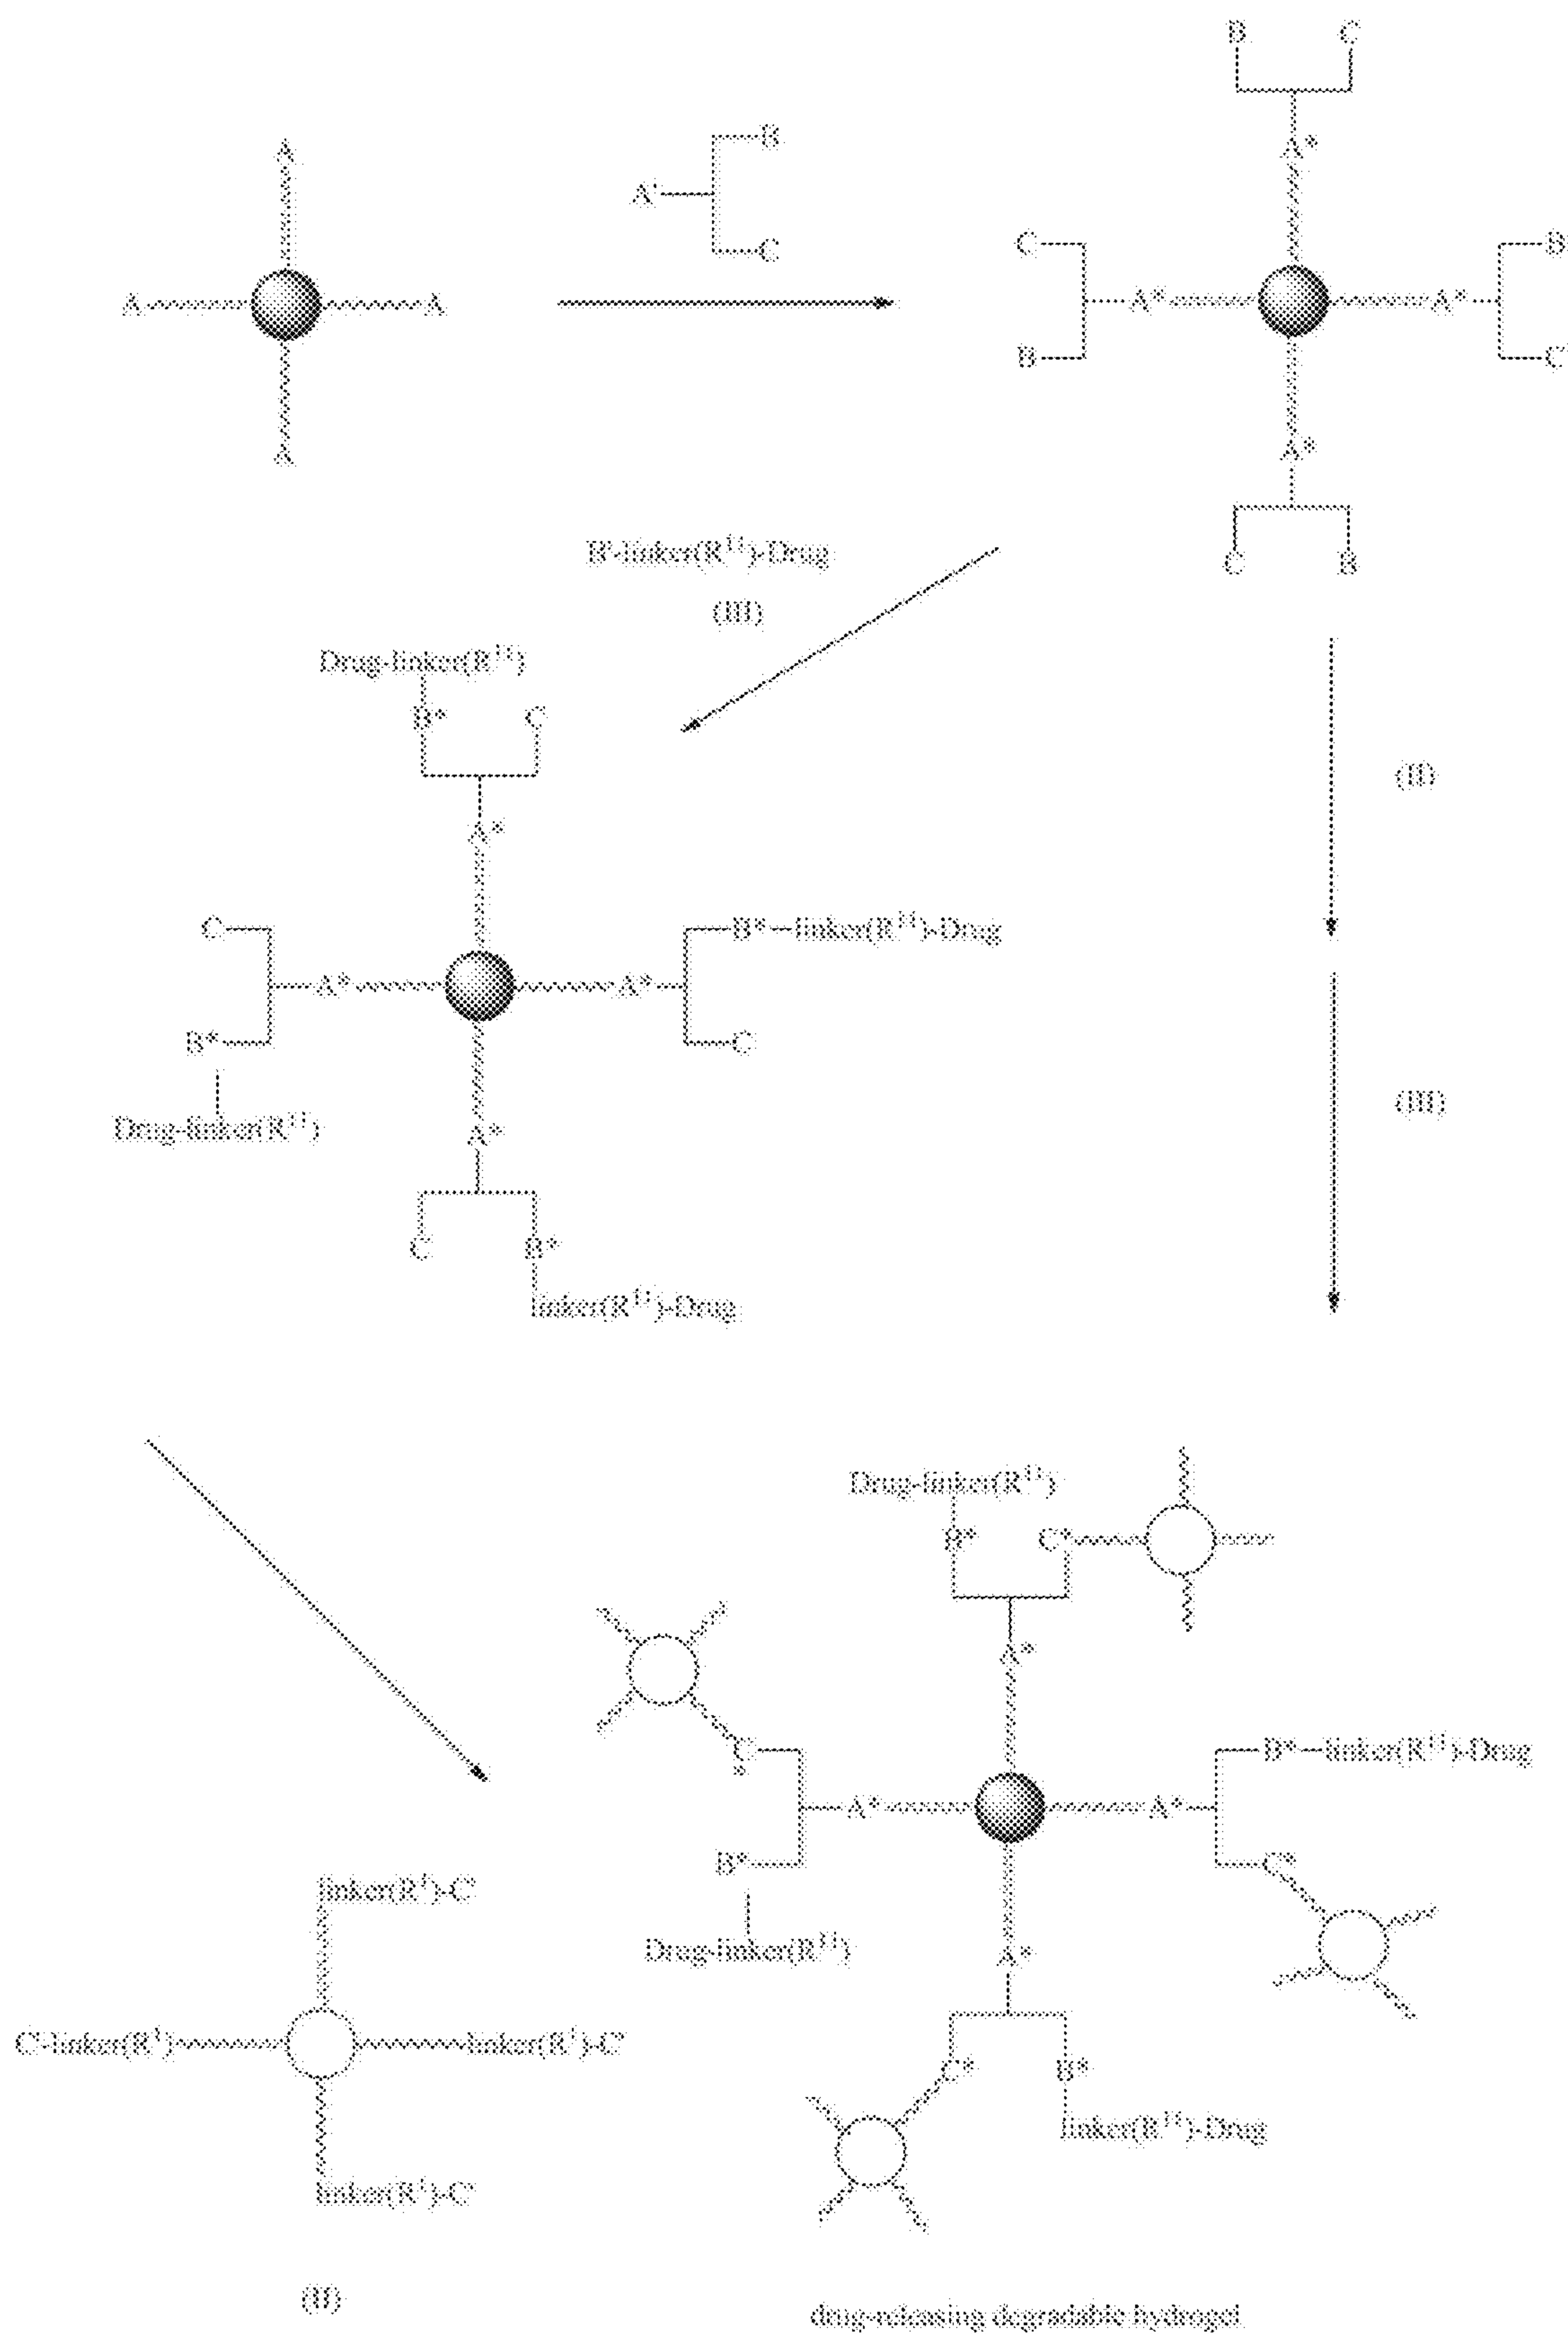 B C
A
A' B
C
A*
C B
A A
A* A*
B C
A
A*
C B
B'-linker(R¹¹)-Drug
(III)
Drug-linker(R¹¹)
B* C
(II)
A*
C B*-linker(R¹¹)-Drug
A* A*
B* C
(III)
Drug-linker(R¹¹)
A*
C B*
linker(R¹¹)-Drug
Drug-linker(R¹¹)
B* C*
A*
C* B*-linker(R¹¹)-Drug
A* A*
B* C*
linker(R¹)-C'
Drug-linker(R¹¹)
A*
C'-linker(R¹) linker(R¹)-C'
C* B*
linker(R¹¹)-Drug
linker(R¹)-C'
(II)
drug-releasing degradable hydrogel